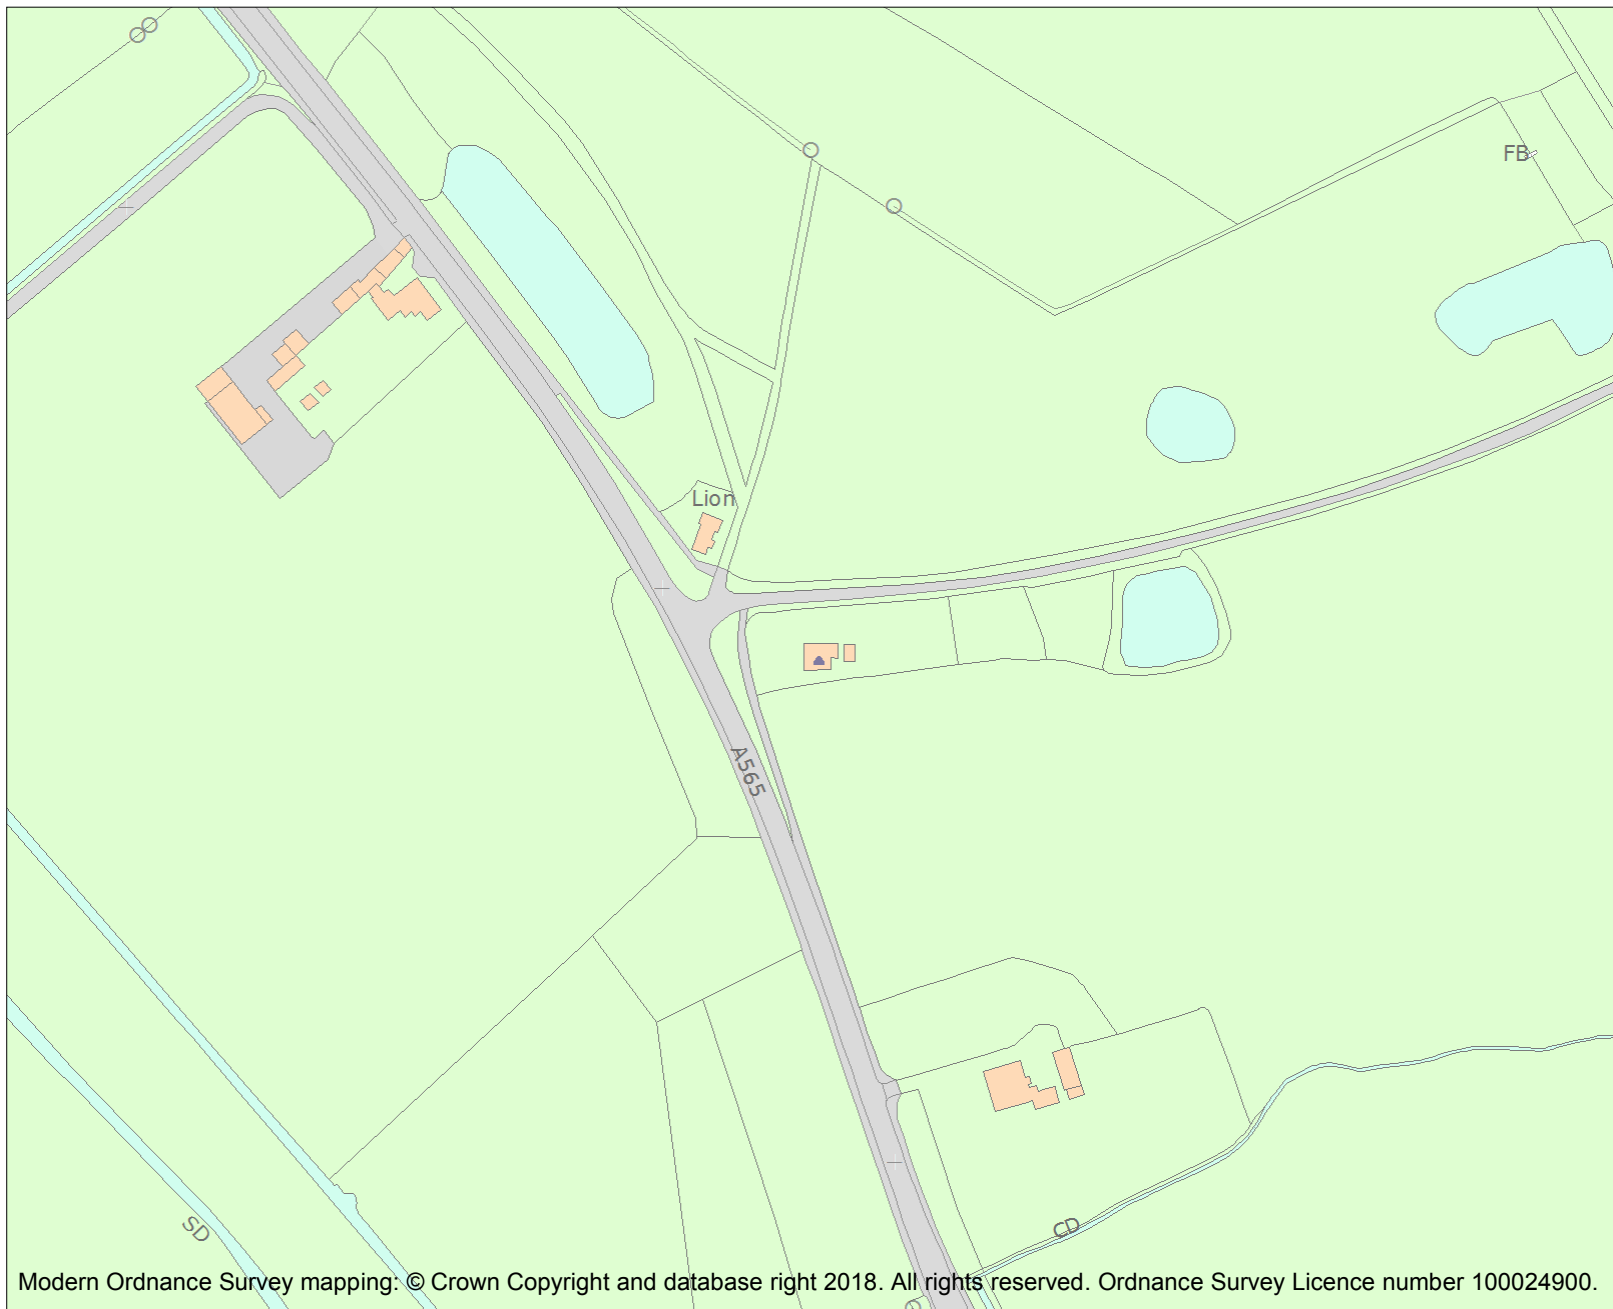 FB
Lion
A565
SD
CD
Modern Ordnance Survey mapping: © Crown Copyright and database right 2018. All rights reserved. Ordnance Survey Licence number 100024900.